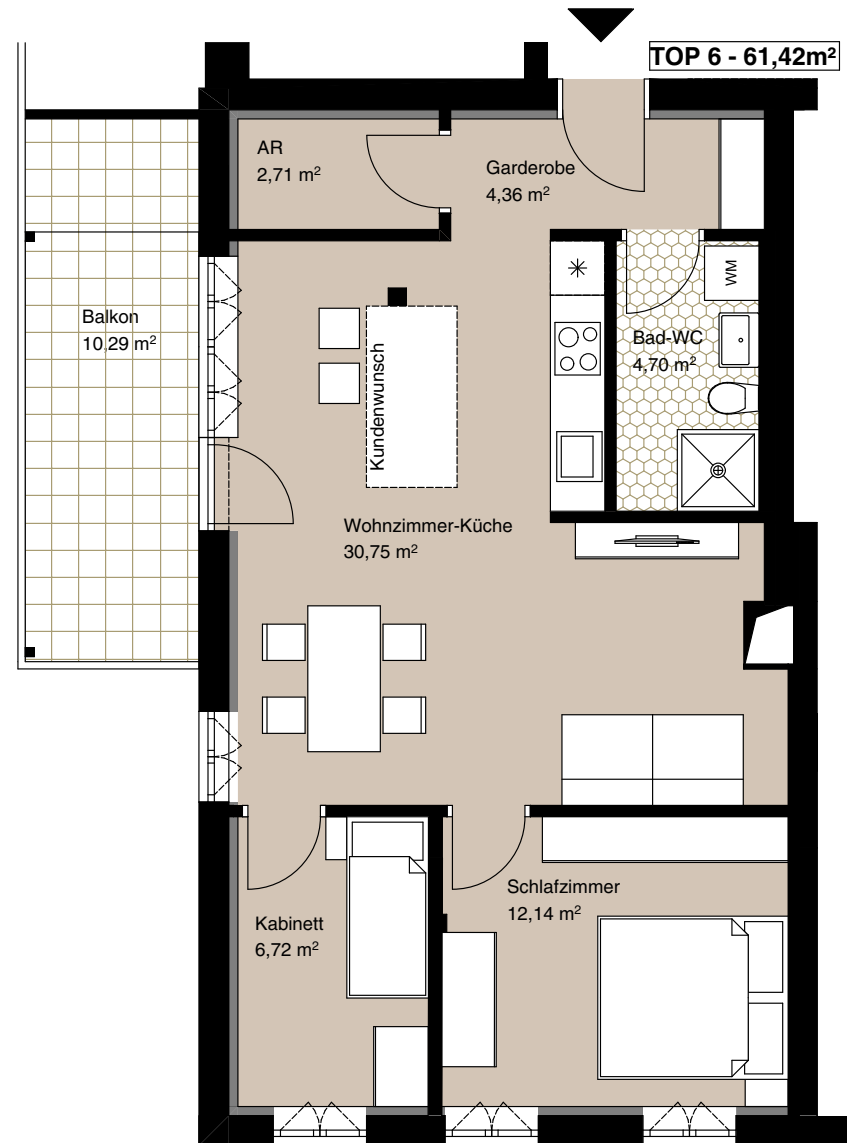 TOP 6 - 61,42m²
AR
2,71 m²
Garderobe
4,36 m²
WM
Balkon
10,29 m²
Bad-WC
4,70 m²
Kundenwunsch
Wohnzimmer-Küche
30,75 m²
Schlafzimmer
12,14 m²
Kabinett
6,72 m²